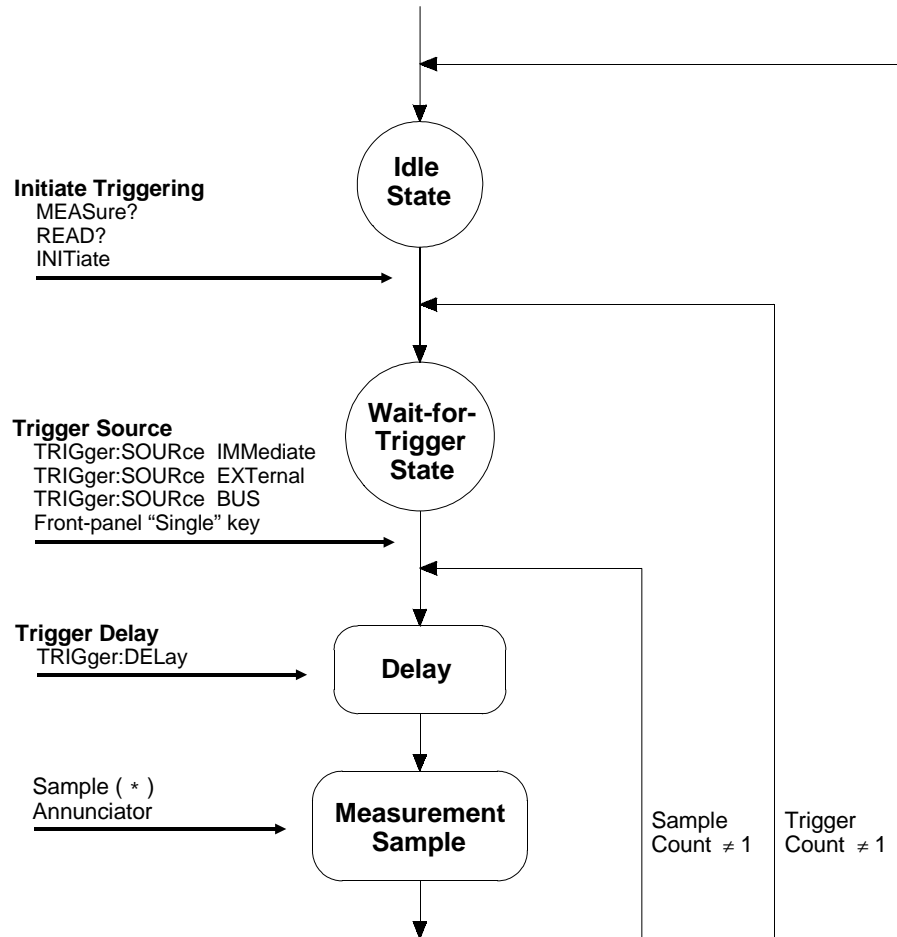 Idle
State
Initiate Triggering
MEASure?
READ?
INITiate
Wait-for-
Trigger
State
Trigger Source
TRIGger:SOURce IMMediate
TRIGger:SOURce EXTernal
TRIGger:SOURce BUS
Front-panel “Single” key
Trigger Delay
TRIGger:DELay
Delay
Sample ( * )
Annunciator
Measurement
Sample
Sample
Count ≠ 1
Trigger
Count ≠ 1